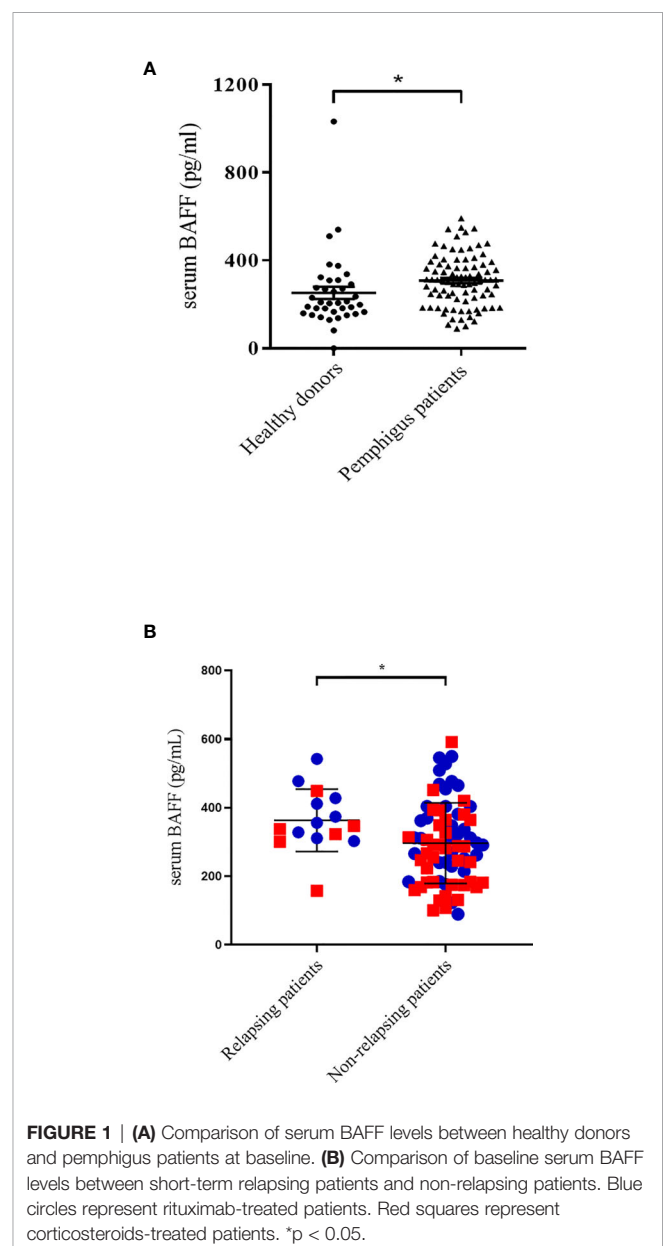 A
*
1200
800
400
0
serum BAFF (pg/ml)
Healthy donors
Pemphigus patients
B
*
800
600
400
200
0
serum BAFF (pg/mL)
Relapsing patients
Non-relapsing patients
FIGURE 1 | (A) Comparison of serum BAFF levels between healthy donors
and pemphigus patients at baseline. (B) Comparison of baseline serum BAFF
levels between short-term relapsing patients and non-relapsing patients. Blue
circles represent rituximab-treated patients. Red squares represent
corticosteroids-treated patients. *p < 0.05.